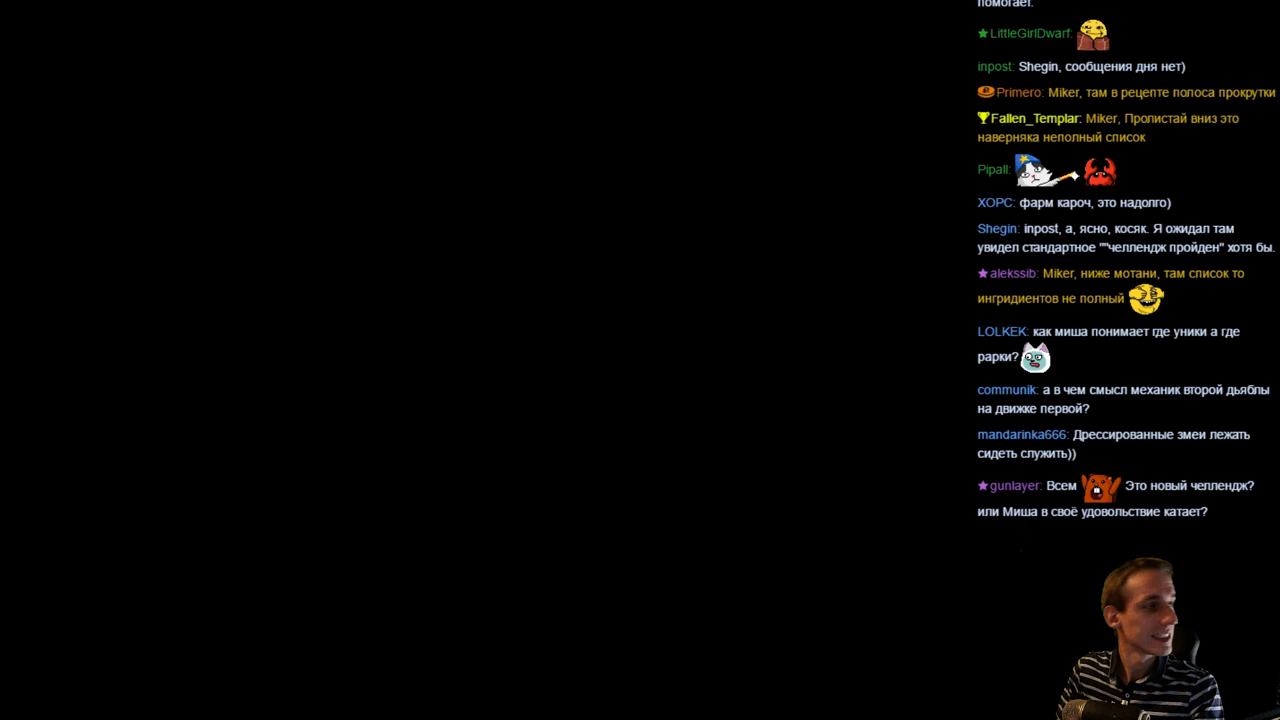 помогает.
LittleGirlDwarf:
inpost: Shegin, сообщения дня нет)
Primero: Miker, там в рецепте полоса прокрутки
Fallen_Templar: Miker, Пролистай вниз это
наверняка неполный список
Pipall:
ХОРС: фарм кароч, это надолго)
Shegin: inpost, а, ясно, косяк. Я ожидал там
увидел стандартное ""челлендж пройден" хотя бы.
alekssib: Miker, ниже мотани, там список то
ингридиентов не полный
LOLKEK: как миша понимает где уники а где
рарки?
communik: а в чем смысл механик второй дьяблы
на движке первой?
mandarinka666: Дрессированные змеи лежать
сидеть служить))
gunlayer: Всем Это новый челлендж?
или Миша в своё удовольствие катает?